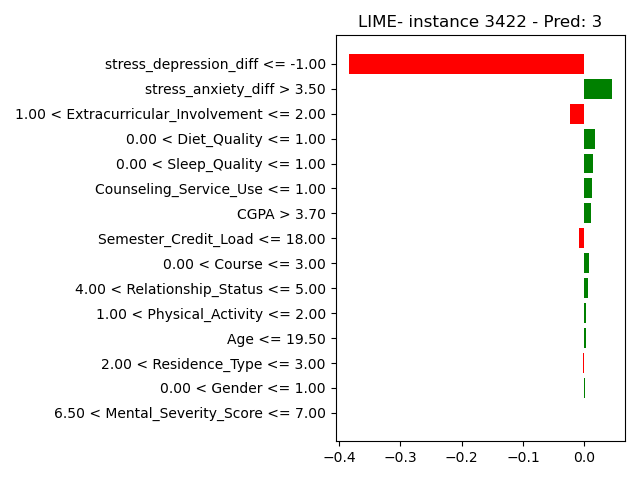 LIME- instance 3422 - Pred: 3
stress_depression_diff <= -1.00
stress_anxiety_diff > 3.50
1.00 < Extracurricular_Involvement <= 2.00
0.00 < Diet_Quality <= 1.00
0.00 < Sleep_Quality <= 1.00
Counseling_Service_Use <= 1.00
CGPA > 3.70
Semester_Credit_Load <= 18.00
0.00 < Course <= 3.00
4.00 < Relationship_Status <= 5.00
1.00 < Physical_Activity <= 2.00
Age <= 19.50
2.00 < Residence_Type <= 3.00
0.00 < Gender <= 1.00
6.50 < Mental_Severity_Score <= 7.00
−0.4 −0.3 −0.2 −0.1 0.0